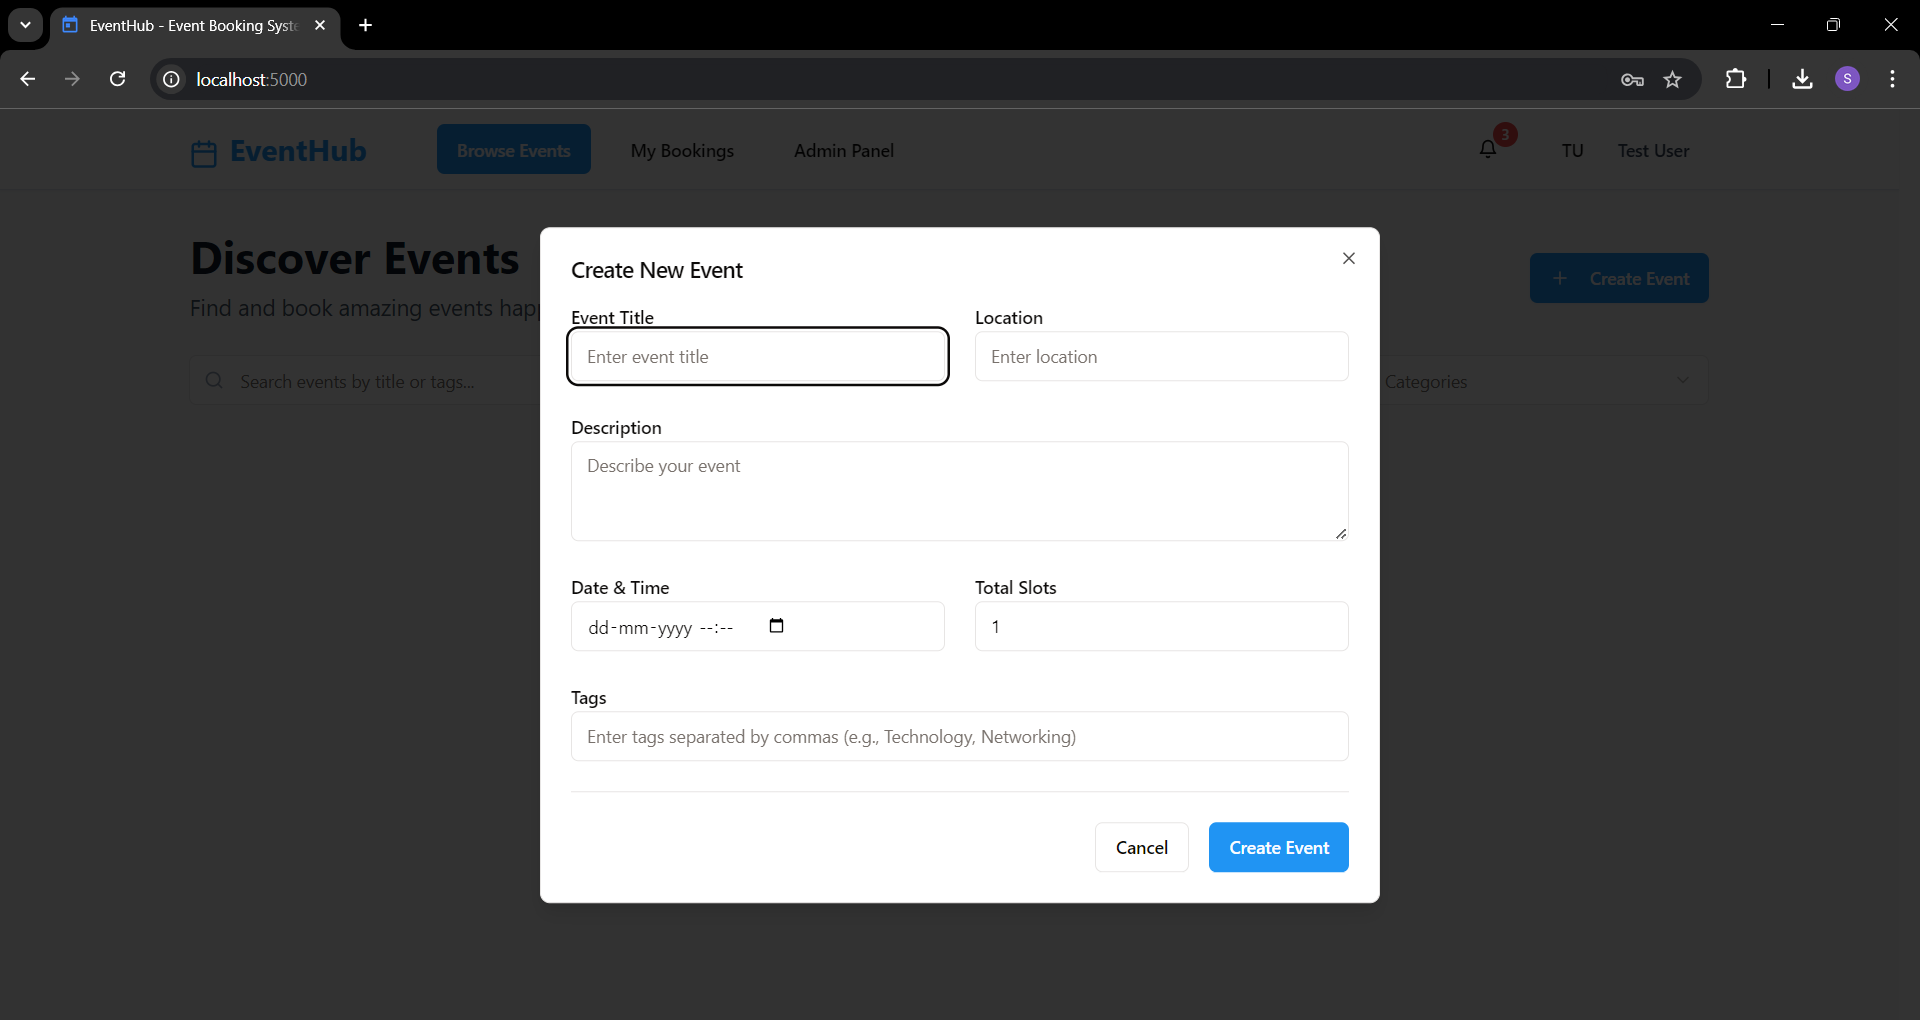 EventHub - Event Booking Syste
localhost:5000
S
EventHub
Browse Events
My Bookings
Admin Panel
3
TU
Test User
Discover Events
Find and book amazing events
Create Event
Search events by title or tags...
Categories
Create New Event
Event Title
Location
Enter event title
Enter location
Description
Describe your event
Date & Time
Total Slots
dd-mm-yyyy --:--
1
Tags
Enter tags separated by commas (e.g., Technology, Networking)
Cancel
Create Event